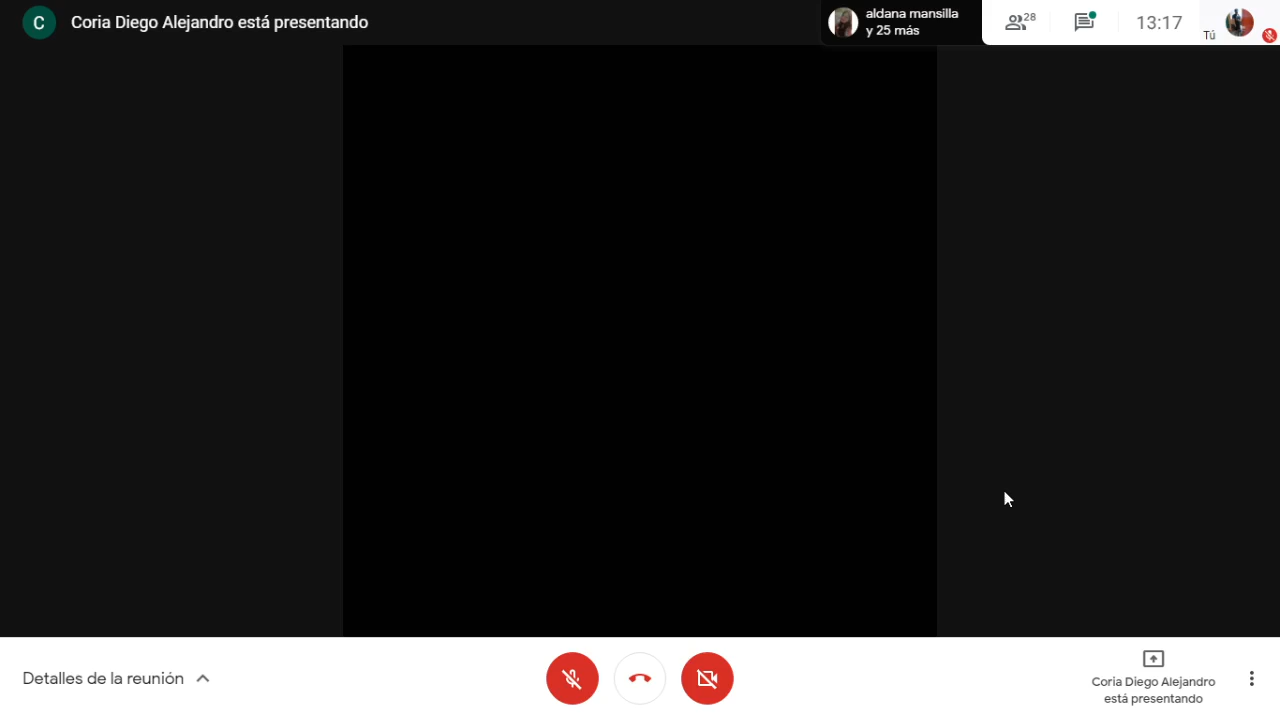 C
Coria Diego Alejandro está presentando
aldana mansilla
y 25 más
28
13:17
Tú
Detalles de la reunión
Coria Diego Alejandro
está presentando